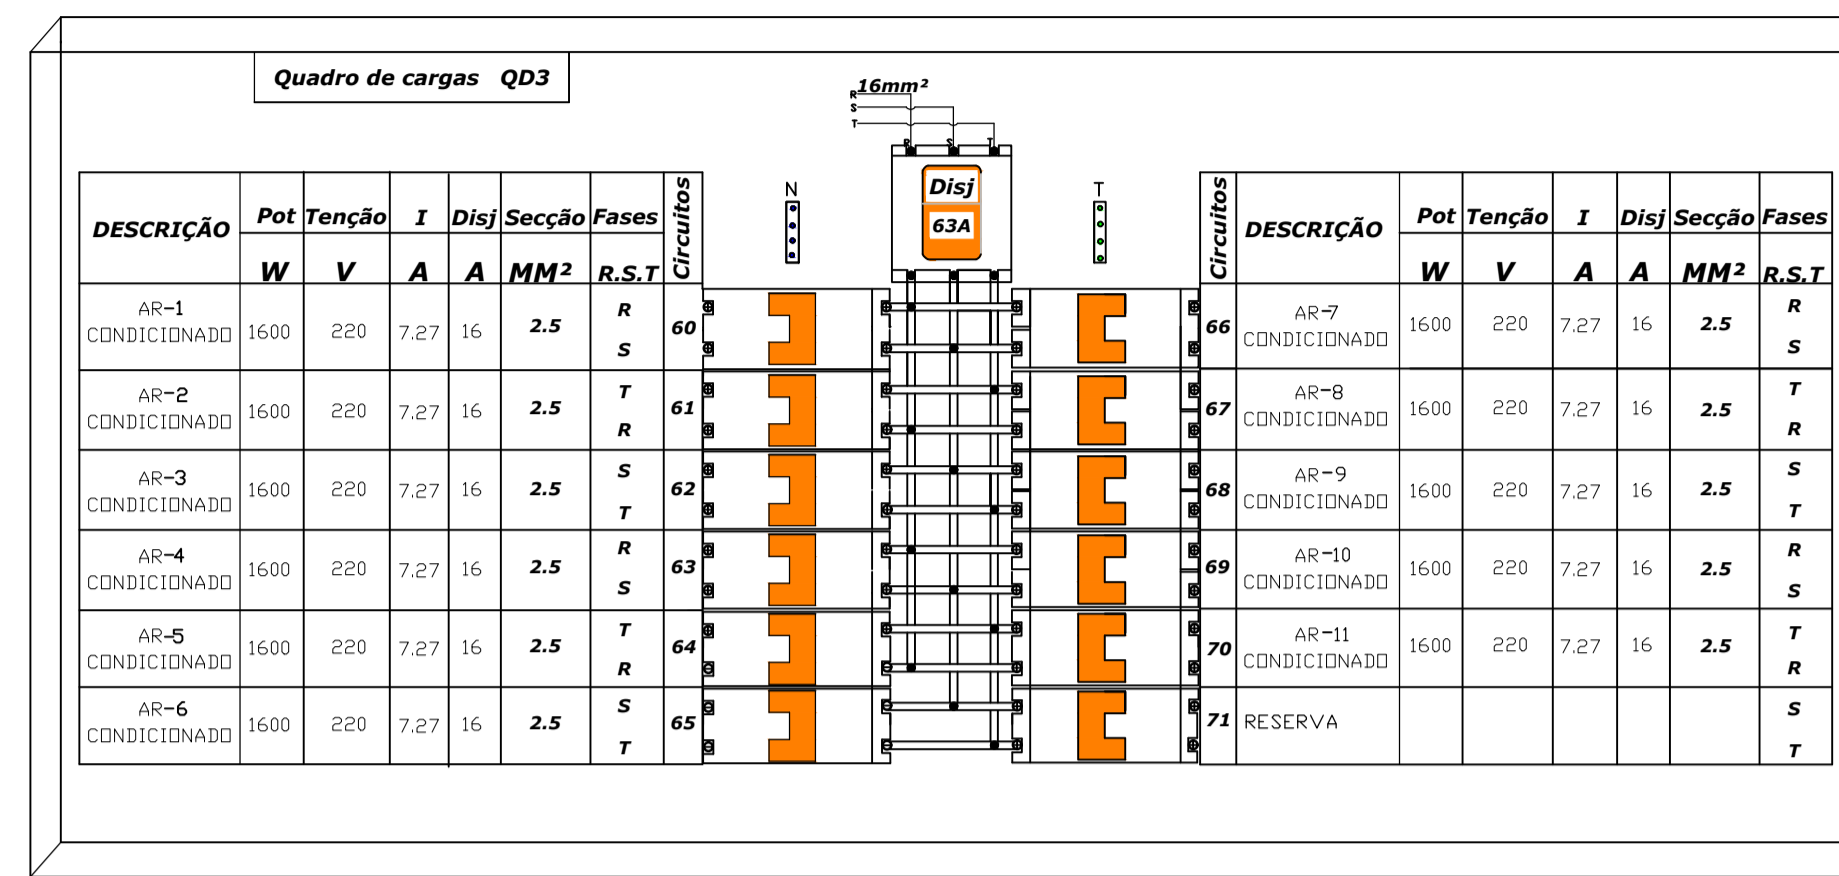 Quadro de cargas QD3
16mm²
R
S
T
R S T
Disj
63A
N
T
DESCRIÇÃO Pot Tenção I Disj Secção Fases Circuitos
W V A A MM² R.S.T
AR-1 CONDICIONADO 1600 220 7.27 16 2.5 R S 60
AR-2 CONDICIONADO 1600 220 7.27 16 2.5 T R 61
AR-3 CONDICIONADO 1600 220 7.27 16 2.5 S T 62
AR-4 CONDICIONADO 1600 220 7.27 16 2.5 R S 63
AR-5 CONDICIONADO 1600 220 7.27 16 2.5 T R 64
AR-6 CONDICIONADO 1600 220 7.27 16 2.5 S T 65
Circuitos DESCRIÇÃO Pot Tenção I Disj Secção Fases
W V A A MM² R.S.T
66 AR-7 CONDICIONADO 1600 220 7.27 16 2.5 R S
67 AR-8 CONDICIONADO 1600 220 7.27 16 2.5 T R
68 AR-9 CONDICIONADO 1600 220 7.27 16 2.5 S T
69 AR-10 CONDICIONADO 1600 220 7.27 16 2.5 R S
70 AR-11 CONDICIONADO 1600 220 7.27 16 2.5 T R
71 RESERVA S T